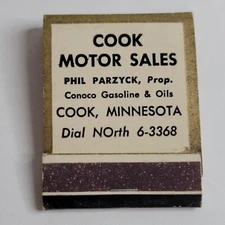 COOK
MOTOR SALES
PHIL PARZYCK, Prop.
Conoco Gasoline & Oils
COOK, MINNESOTA
Dial NOrth 6-3368